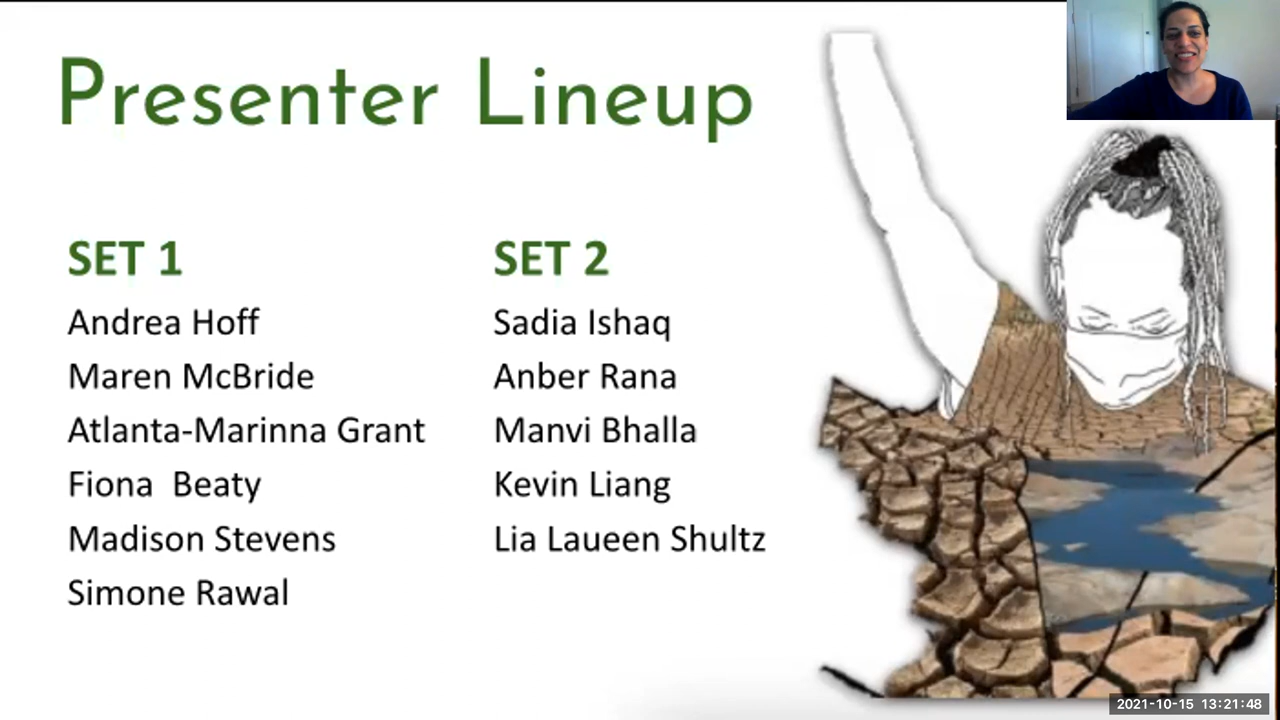 Presenter Lineup
SET 1
Andrea Hoff
Maren McBride
Atlanta-Marinna Grant
Fiona  Beaty
Madison Stevens
Simone Rawal
SET 2
Sadia Ishaq
Anber Rana
Manvi Bhalla
Kevin Liang
Lia Laueen Shultz
2021-10-15 13:21:48